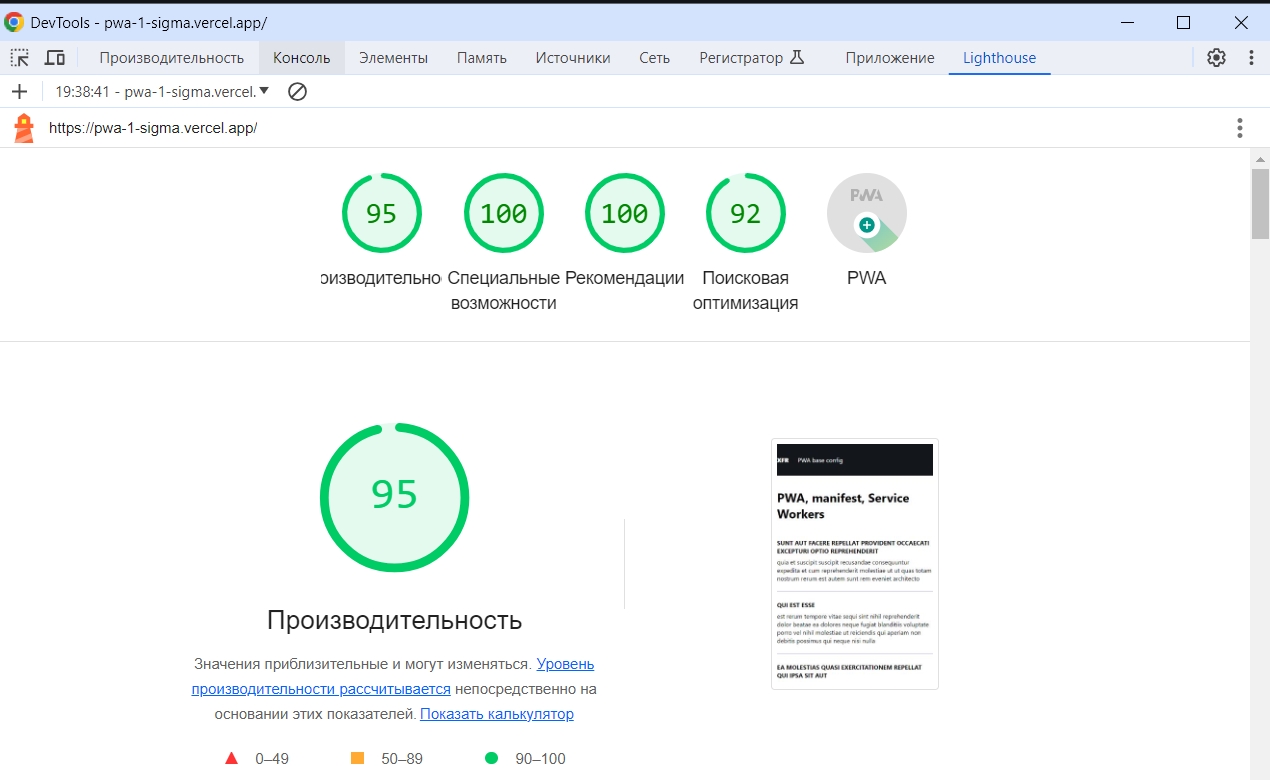 DevTools - pwa-1-sigma.vercel.app/
Производительность Консоль Элементы Память Источники Сеть Регистратор Приложение Lighthouse
19:38:41 - pwa-1-sigma.vercel.
https://pwa-1-sigma.vercel.app/
95 100 100 92 PWA
оизводительно Специальные возможности Рекомендации Поисковая оптимизация PWA
95
Производительность
Значения приблизительные и могут изменяться. Уровень
производительности рассчитывается непосредственно на
основании этих показателей. Показать калькулятор
0–49 50–89 90–100
XFR PWA base config
PWA, manifest, Service
Workers
SUNT AUT FACERE REPELLAT PROVIDENT OCCAECATI
EXCEPTURI OPTIO REPREHENDERIT
quia et suscipit suscipit recusandae consequuntur
expedita et cum reprehenderit molestiae ut ut quas totam
nostrum rerum est autem sunt rem eveniet architecto
QUI EST ESSE
est rerum tempore vitae sequi sint nihil reprehenderit
dolor beatae ea dolores neque fugiat blanditiis voluptate
porro vel nihil molestiae ut reiciendis qui aperiam non
debitis possimus qui neque nisi nulla
EA MOLESTIAS QUASI EXERCITATIONEM REPELLAT
QUI IPSA SIT AUT